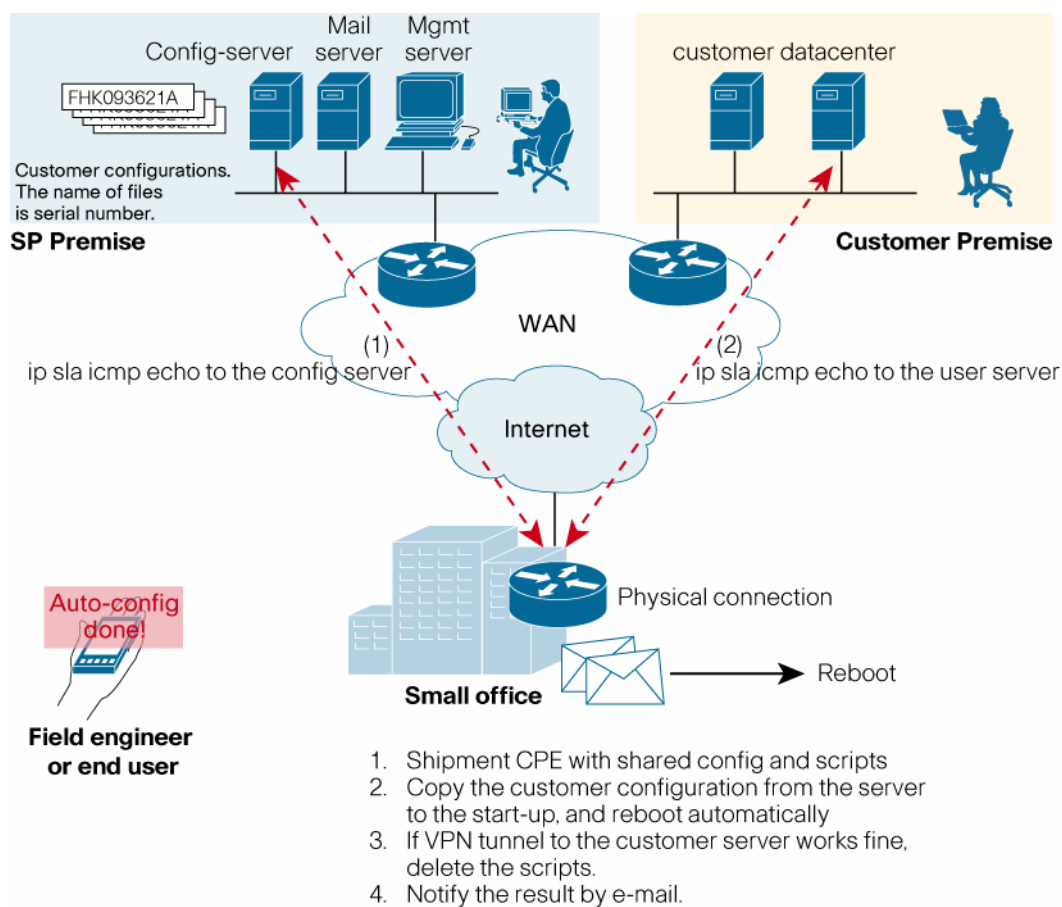 Config-server
Mail
server
Mgmt
server
customer datacenter
FHK093621A
Customer configurations.
The name of files
is serial number.
SP Premise
Customer Premise
WAN
(1)
(2)
ip sla icmp echo to the config server
ip sla icmp echo to the user server
Internet
Auto-config
done!
Physical connection
Reboot
Small office
Field engineer
or end user
1. Shipment CPE with shared config and scripts
2. Copy the customer configuration from the server
to the start-up, and reboot automatically
3. If VPN tunnel to the customer server works fine,
delete the scripts.
4. Notify the result by e-mail.